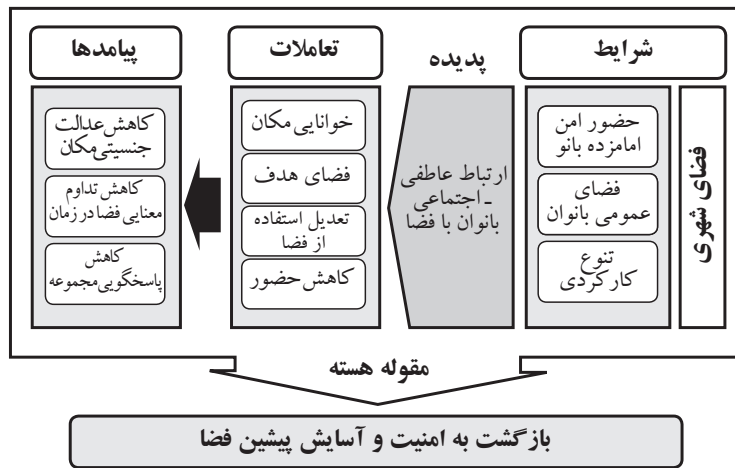 فضای شهری
شرایط
حضور امن
امامزده بانو
فضای
عمومی بانوان
تنوع
کارکردی
پدیده
ارتباط عاطفی
ـ اجتماعی
بانوان با فضا
تعاملات
خوانایی مکان
فضای هدف
تعدیل استفاده
از فضا
کاهش حضور
پیامدها
کاهش عدالت
جنسیتی مکان
کاهش تداوم
معنایی فضا در زمان
کاهش
پاسخگویی مجموعه
مقوله هسته
بازگشت به امنیت و آسایش پیشین فضا